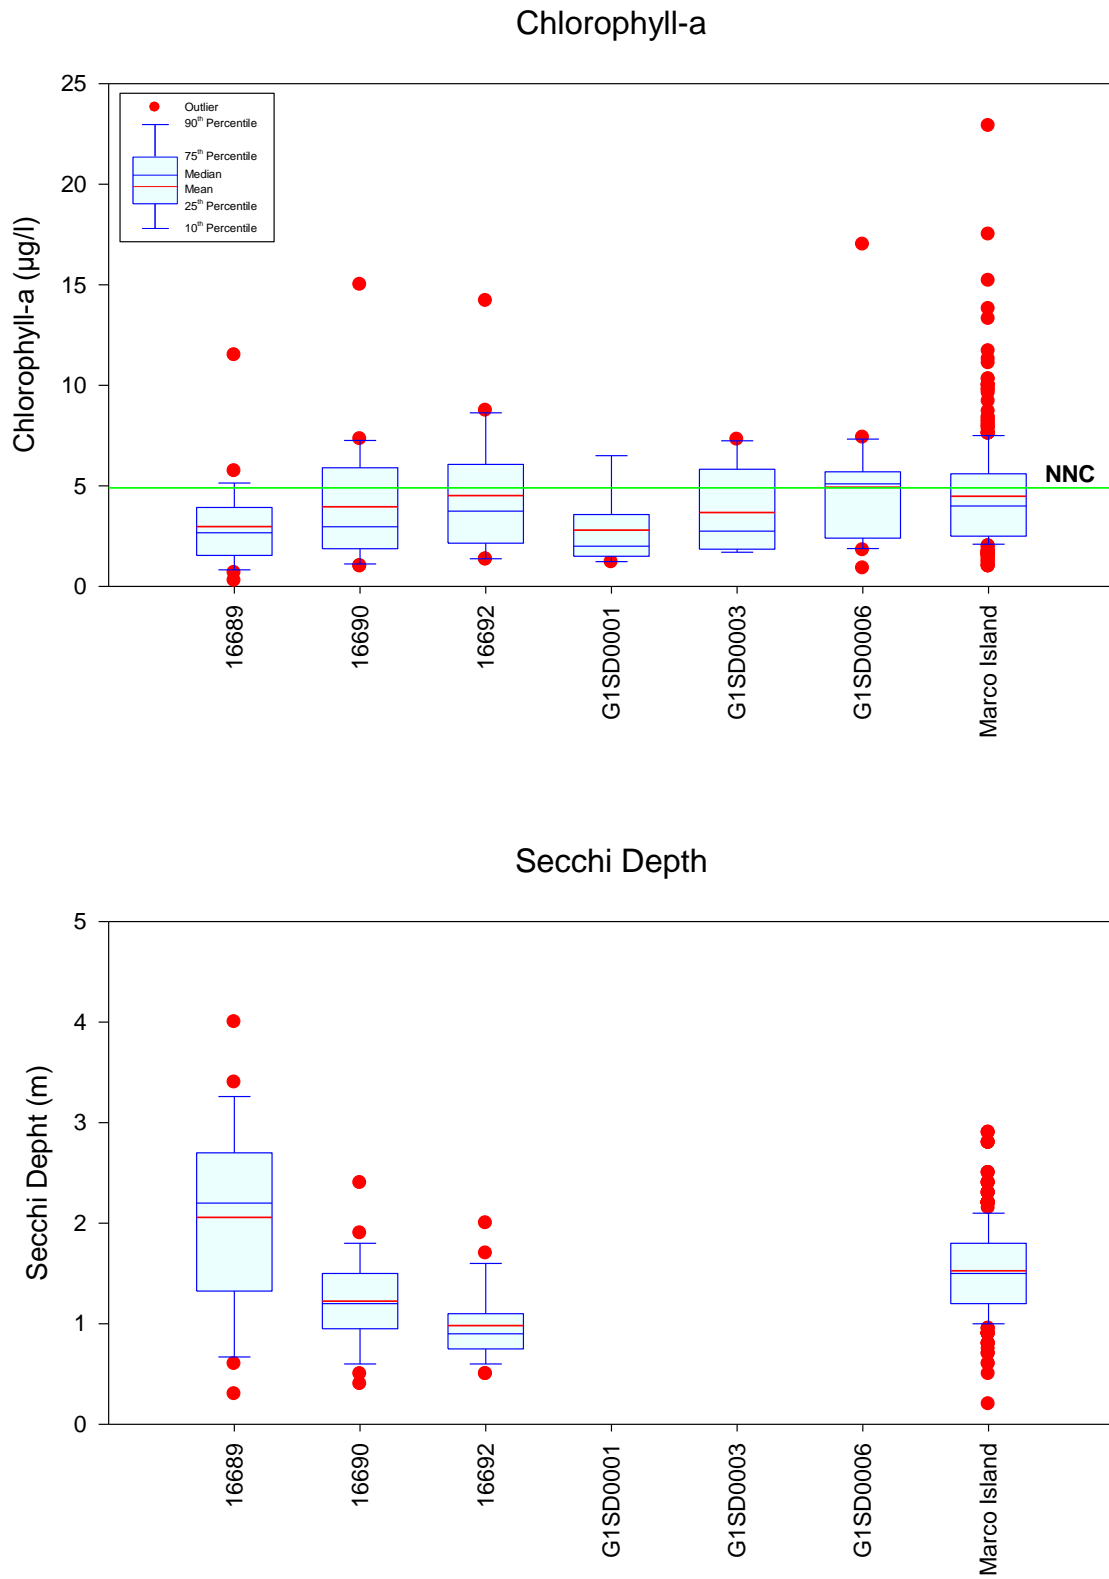 Chlorophyll-a
Chlorophyll-a (µg/l)
25
20
15
10
5
0
Outlier
90th Percentile
75th Percentile
Median
Mean
25th Percentile
10th Percentile
NNC
16689
16690
16692
G1SD0001
G1SD0003
G1SD0006
Marco Island
Secchi Depth
Secchi Depht (m)
5
4
3
2
1
0
16689
16690
16692
G1SD0001
G1SD0003
G1SD0006
Marco Island